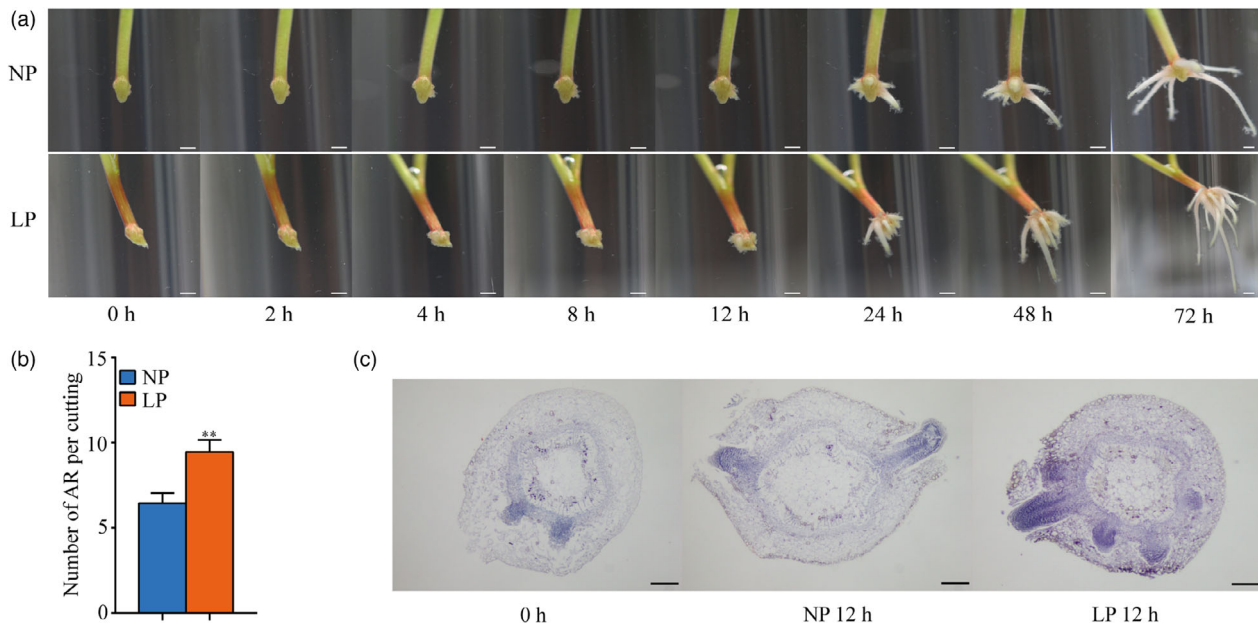 (a)
NP
LP
0 h 2 h 4 h 8 h 12 h 24 h 48 h 72 h
(b)
15
10
5
0
Number of AR per cutting
NP
LP
**
(c)
0 h NP 12 h LP 12 h